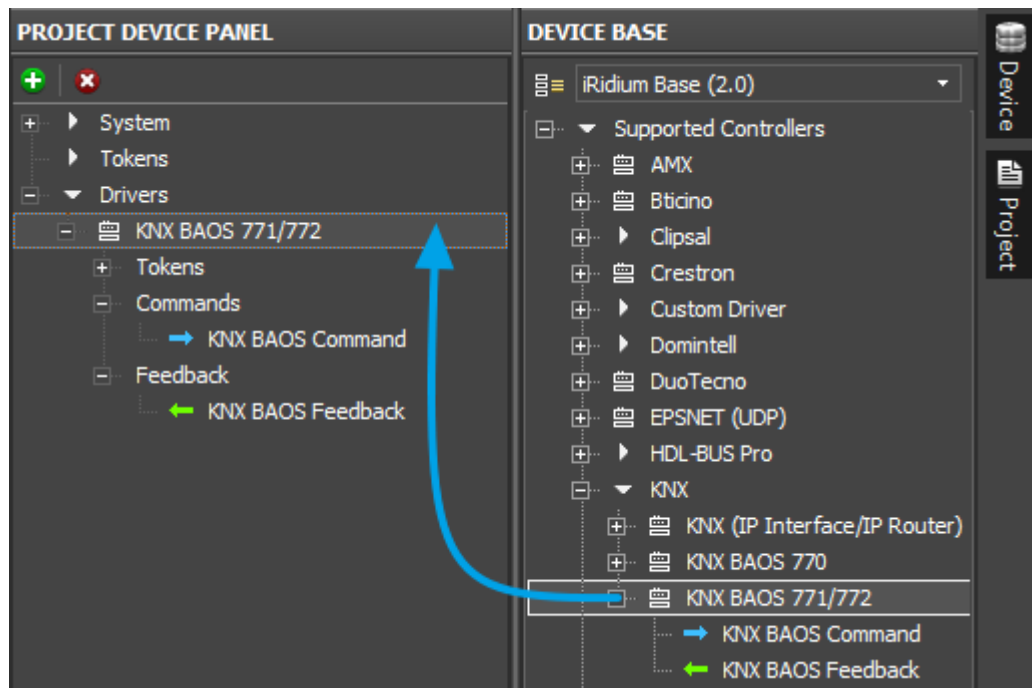 PROJECT DEVICE PANEL
System
Tokens
Drivers
KNX BAOS 771/772
Tokens
Commands
KNX BAOS Command
Feedback
KNX BAOS Feedback
DEVICE BASE
iRidium Base (2.0)
Supported Controllers
AMX
Bticino
Clipsal
Crestron
Custom Driver
Domintell
DuoTecno
EPSNET (UDP)
HDL-BUS Pro
KNX
KNX (IP Interface/IP Router)
KNX BAOS 770
KNX BAOS 771/772
KNX BAOS Command
KNX BAOS Feedback
Device
Project